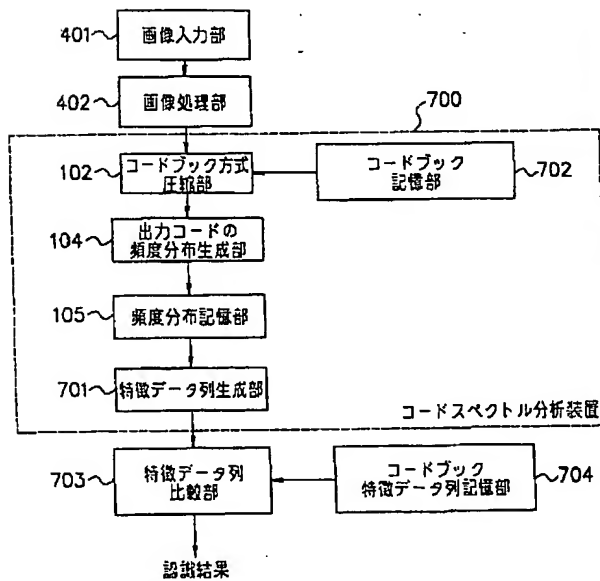 401
画像入力部
402
画像処理部
700
102
コードブック方式
圧縮部
コードブック
記憶部
702
104
出力コードの
頻度分布生成部
105
頻度分布記憶部
701
特徴データ列生成部
コードスペクトル分析装置
703
特徴データ列
比較部
コードブック
特徴データ列記憶部
704
認識結果